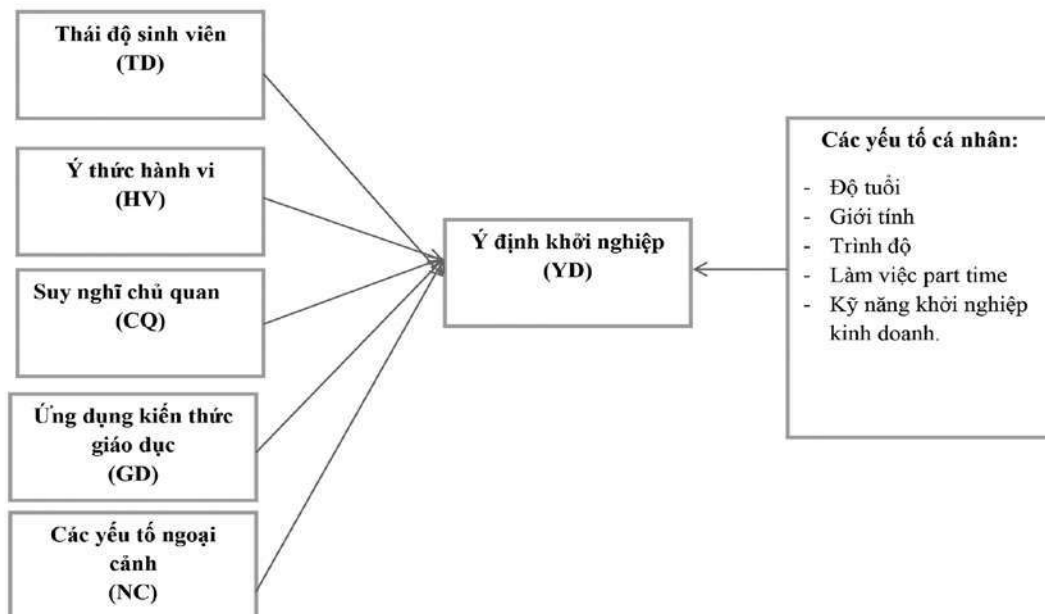 Thái độ sinh viên
(TD)
Ý thức hành vi
(HV)
Suy nghĩ chủ quan
(CQ)
Ứng dụng kiến thức
giáo dục
(GD)
Các yếu tố ngoại
cảnh
(NC)
Ý định khởi nghiệp
(YD)
Các yếu tố cá nhân:
- Độ tuổi
- Giới tính
- Trình độ
- Làm việc part time
- Kỹ năng khởi nghiệp
kinh doanh.